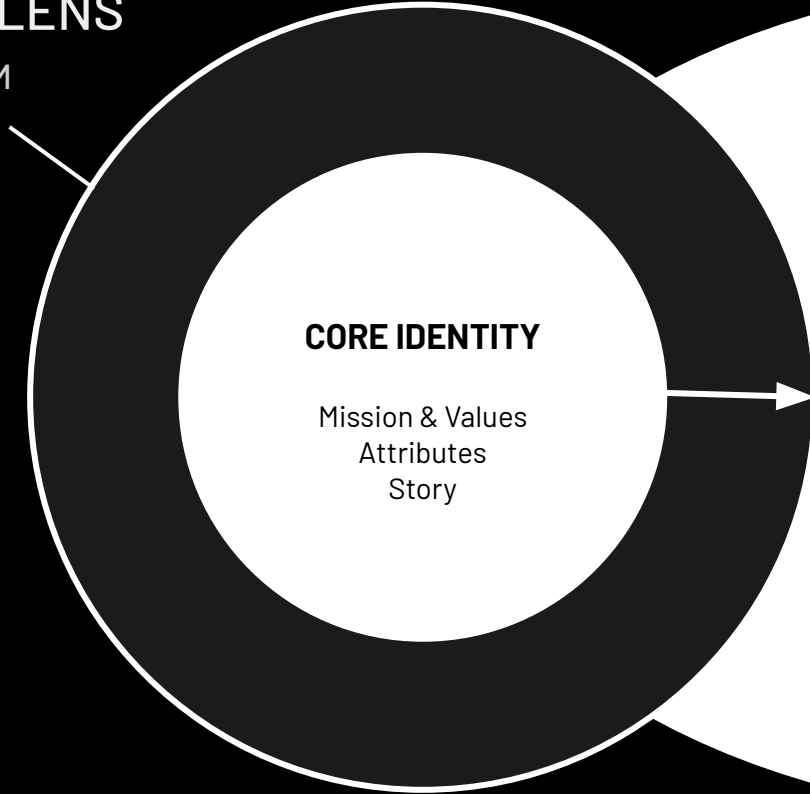 LENS
M
CORE IDENTITY
Mission & Values
Attributes
Story